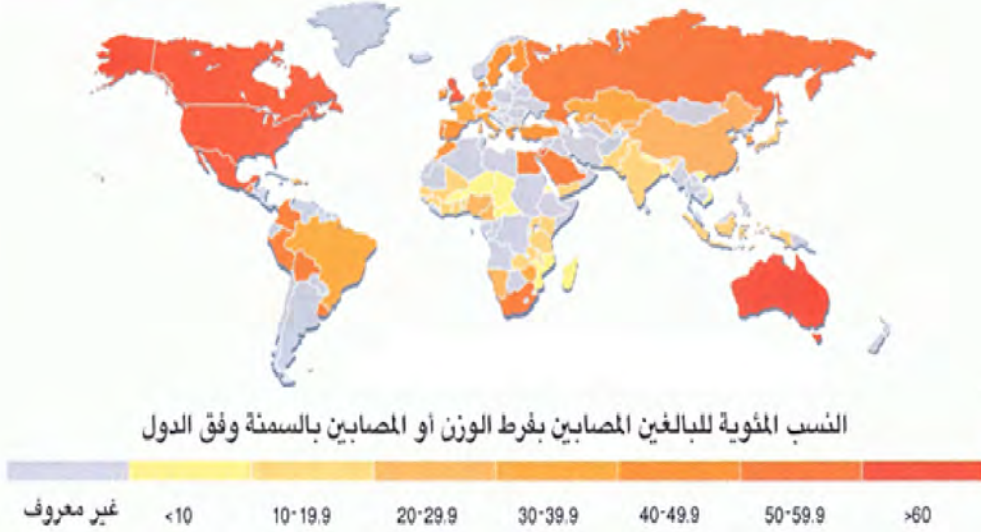 النسب المئوية للبالغين المصابين بفرط الوزن أو المصابين بالسمنة وفق الدول
غير معروف <10 10-19.9 20-29.9 30-39.9 40-49.9 50-59.9 >60